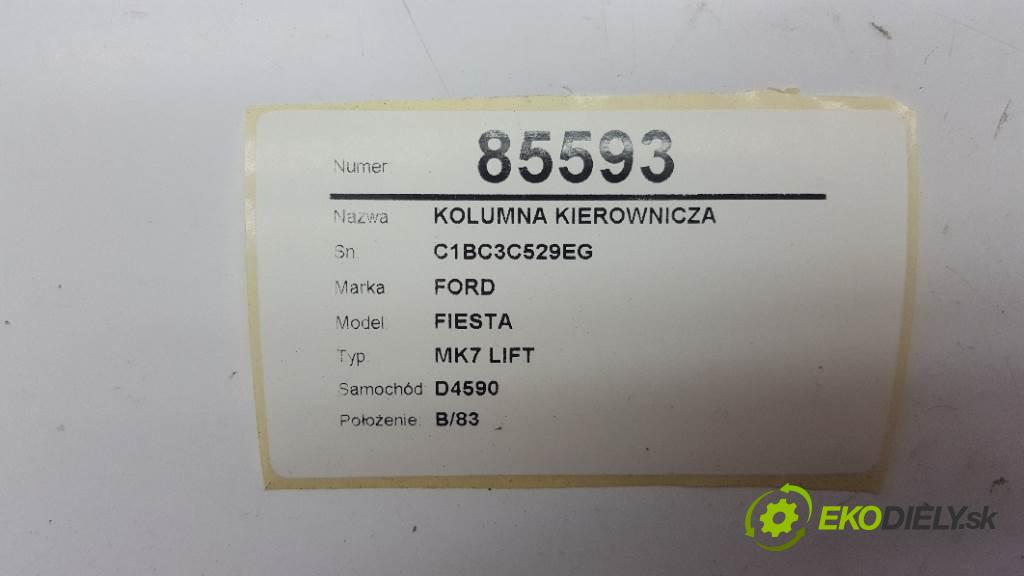 Numer: 85593
Nazwa: KOLUMNA KIEROWNICZA
Sn: C1BC3C529EG
Marka: FORD
Model: FIESTA
Typ: MK7 LIFT
Samochód: D4590
Położenie: B/83
EKODIELY.sk